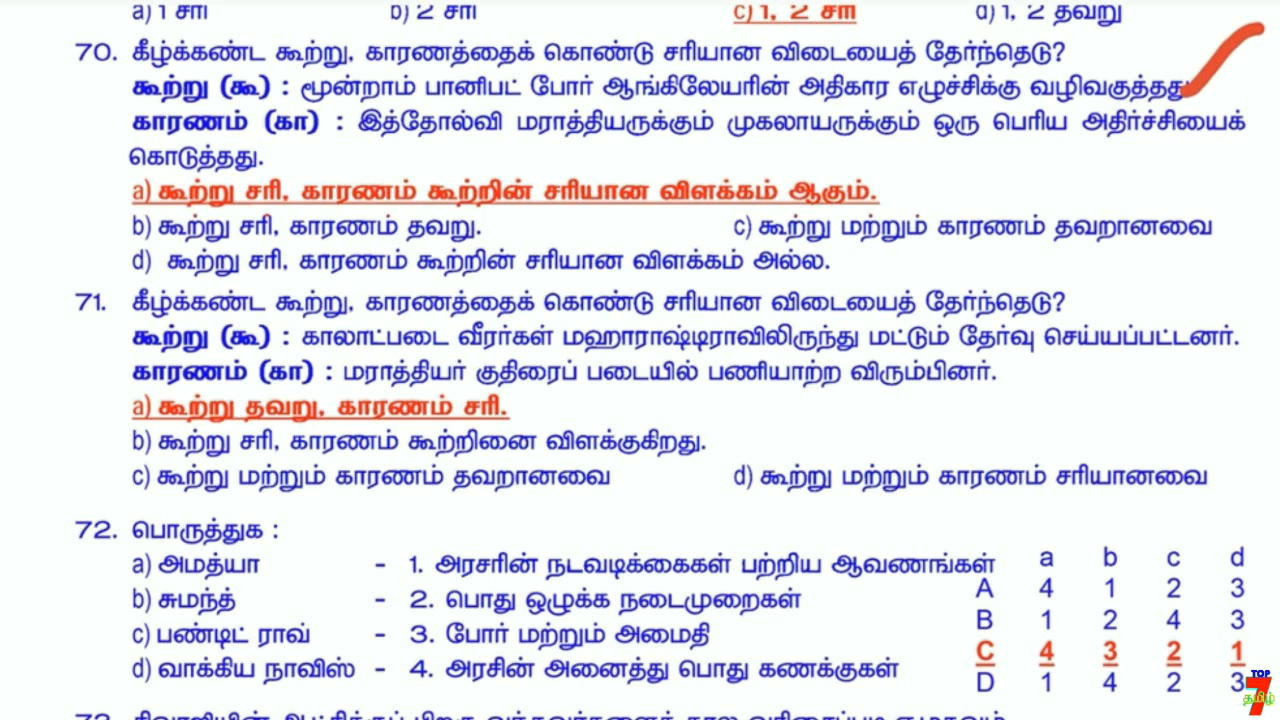 a) 1 சரி b) 2 சரி c) 1, 2 சரி d) 1, 2 தவறு
70. கீழ்க்கண்ட கூற்று, காரணத்தைக் கொண்டு சரியான விடையைத் தேர்ந்தெடு?
கூற்று (கூ) : மூன்றாம் பானிபட் போர் ஆங்கிலேயரின் அதிகார எழுச்சிக்கு வழிவகுத்தது
காரணம் (கா) : இத்தோல்வி மராத்தியருக்கும் முகலாயருக்கும் ஒரு பெரிய அதிர்ச்சியைக்
கொடுத்தது.
a) கூற்று சரி, காரணம் கூற்றின் சரியான விளக்கம் ஆகும்.
b) கூற்று சரி, காரணம் தவறு. c) கூற்று மற்றும் காரணம் தவறானவை
d) கூற்று சரி, காரணம் கூற்றின் சரியான விளக்கம் அல்ல.
71. கீழ்க்கண்ட கூற்று, காரணத்தைக் கொண்டு சரியான விடையைத் தேர்ந்தெடு?
கூற்று (கூ) : காலாட்படை வீரர்கள் மஹாராஷ்டிராவிலிருந்து மட்டும் தேர்வு செய்யப்பட்டனர்.
காரணம் (கா) : மராத்தியர் குதிரைப் படையில் பணியாற்ற விரும்பினர்.
a) கூற்று தவறு, காரணம் சரி.
b) கூற்று சரி, காரணம் கூற்றினை விளக்குகிறது.
c) கூற்று மற்றும் காரணம் தவறானவை d) கூற்று மற்றும் காரணம் சரியானவை
72. பொருத்துக :
a) அமத்யா - 1. அரசரின் நடவடிக்கைகள் பற்றிய ஆவணங்கள்
b) சுமந்த் - 2. பொது ஒழுக்க நடைமுறைகள்
c) பண்டிட் ராவ் - 3. போர் மற்றும் அமைதி
d) வாக்கிய நாவிஸ் - 4. அரசின் அனைத்து பொது கணக்குகள்
a b c d
A 4 1 2 3
B 1 2 4 3
C 4 3 2 1
D 1 4 2 3
TOP
7
தமிழ்